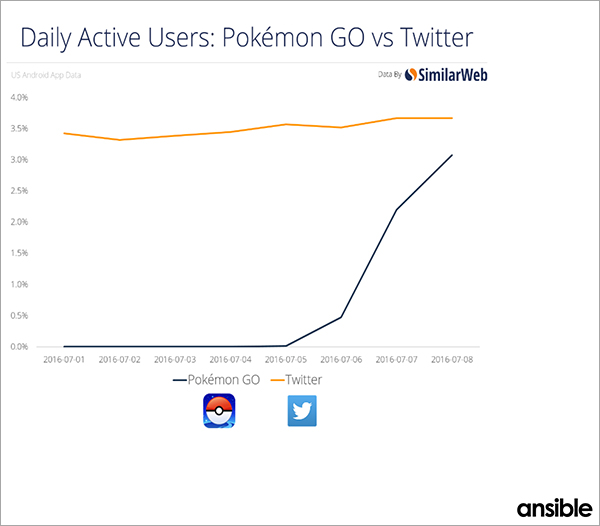 Daily Active Users: Pokémon GO vs Twitter
US Android App Data
Data By SimilarWeb
4.0%
3.5%
3.0%
2.5%
2.0%
1.5%
1.0%
0.5%
0.0%
2016-07-01 2016-07-02 2016-07-03 2016-07-04 2016-07-05 2016-07-06 2016-07-07 2016-07-08
Pokémon GO Twitter
ansible